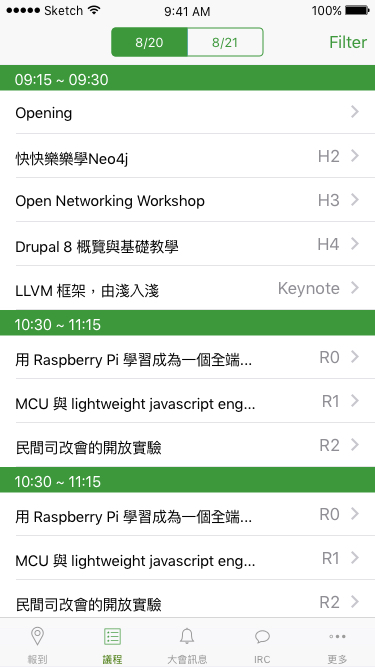 Sketch 9:41 AM 100%
8/20 8/21 Filter
09:15 ~ 09:30
Opening
快快樂樂學Neo4j H2
Open Networking Workshop H3
Drupal 8 概覽與基礎教學 H4
LLVM 框架，由淺入淺 Keynote
10:30 ~ 11:15
用 Raspberry Pi 學習成為一個全端... R0
MCU 與 lightweight javascript eng... R1
民間司改會的開放實驗 R2
10:30 ~ 11:15
用 Raspberry Pi 學習成為一個全端... R0
MCU 與 lightweight javascript eng... R1
民間司改會的開放實驗 R2
報到 議程 大會訊息 IRC 更多